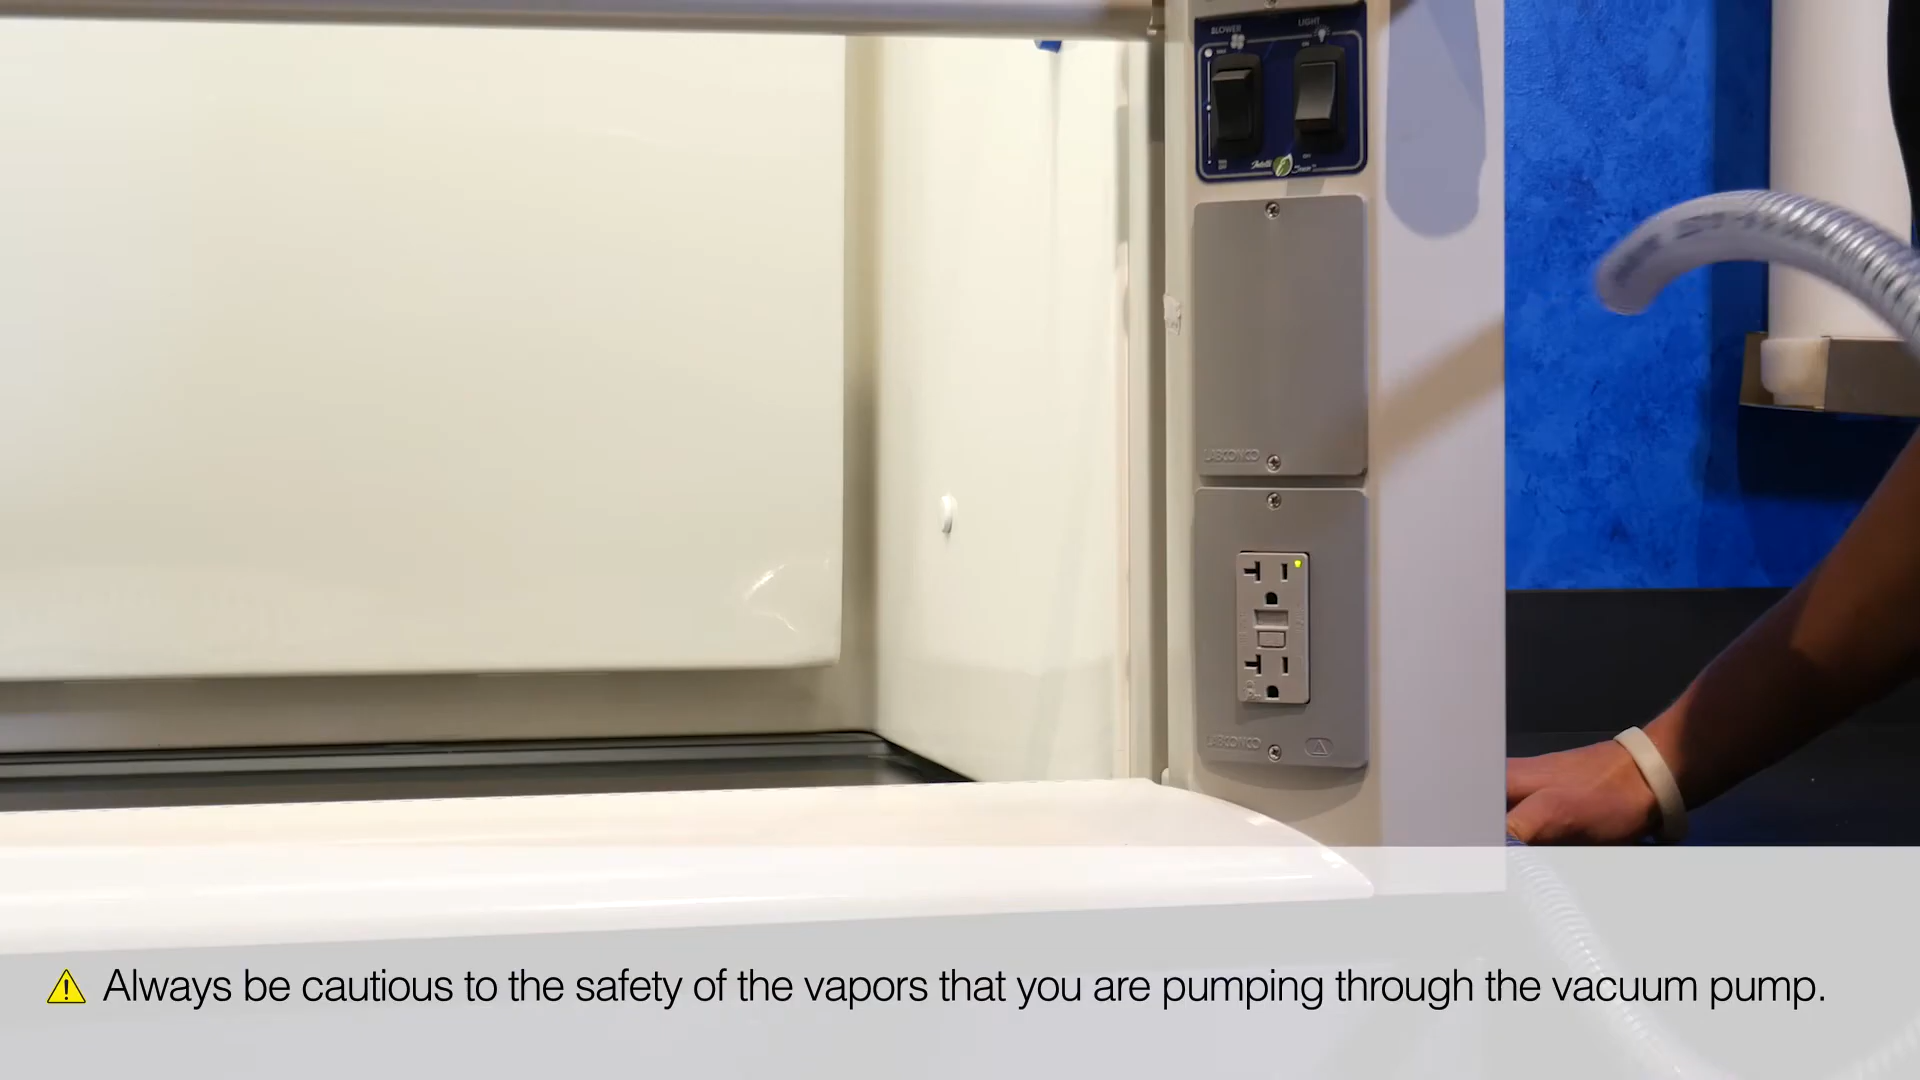 BLOWER
LIGHT
LABCONCO
LABCONCO
Always be cautious to the safety of the vapors that you are pumping through the vacuum pump.